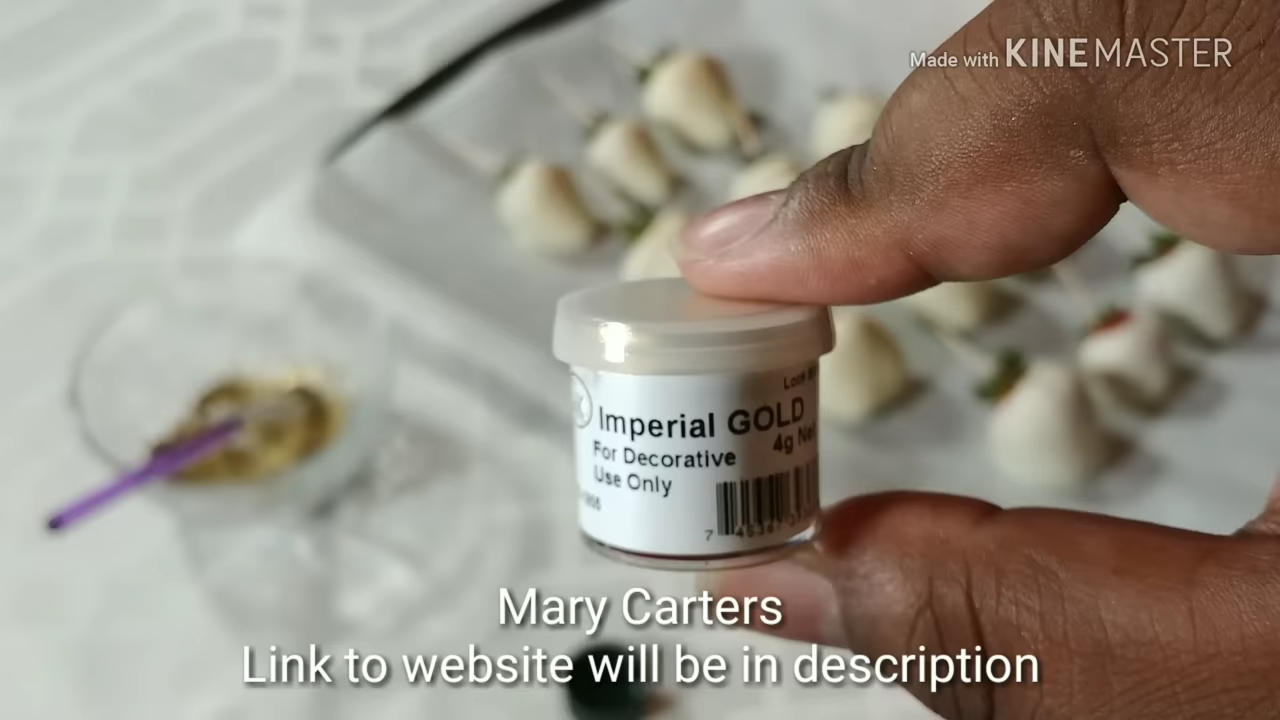 Made with KINEMASTER
Imperial GOLD
4g
For Decorative
Use Only
7
Mary Carters
Link to website will be in description